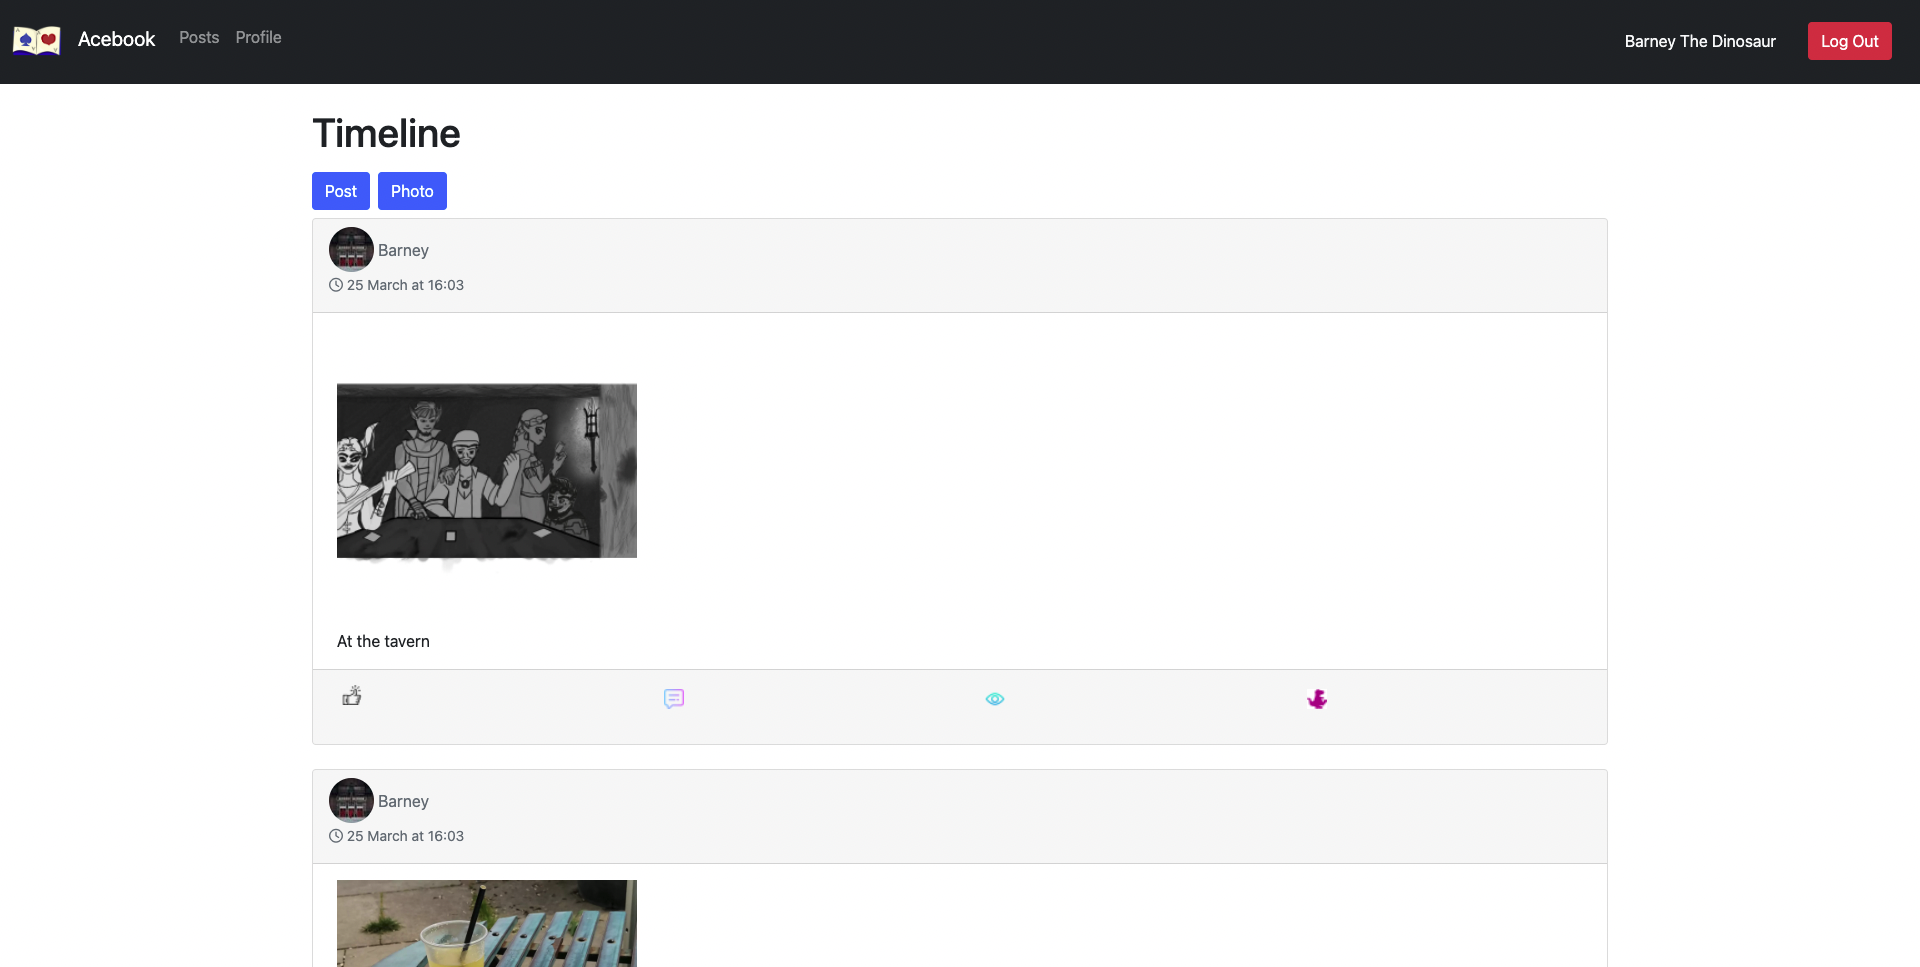 Acebook Posts Profile Barney The Dinosaur Log Out
Timeline
Post Photo
Barney
25 March at 16:03
At the tavern
Barney
25 March at 16:03